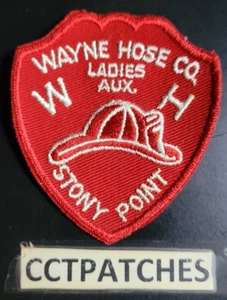 WAYNE HOSE CO.
LADIES
AUX.
W H
STONY POINT
CCTPATCHES